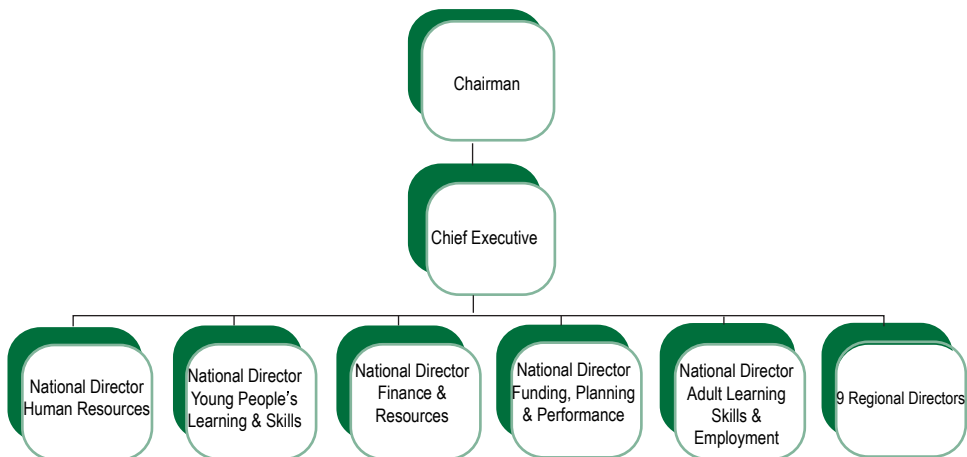 Chairman
Chief Executive
National Director
Human Resources
National Director
Young People's
Learning & Skills
National Director
Finance &
Resources
National Director
Funding, Planning
& Performance
National Director
Adult Learning
Skills &
Employment
9 Regional Directors